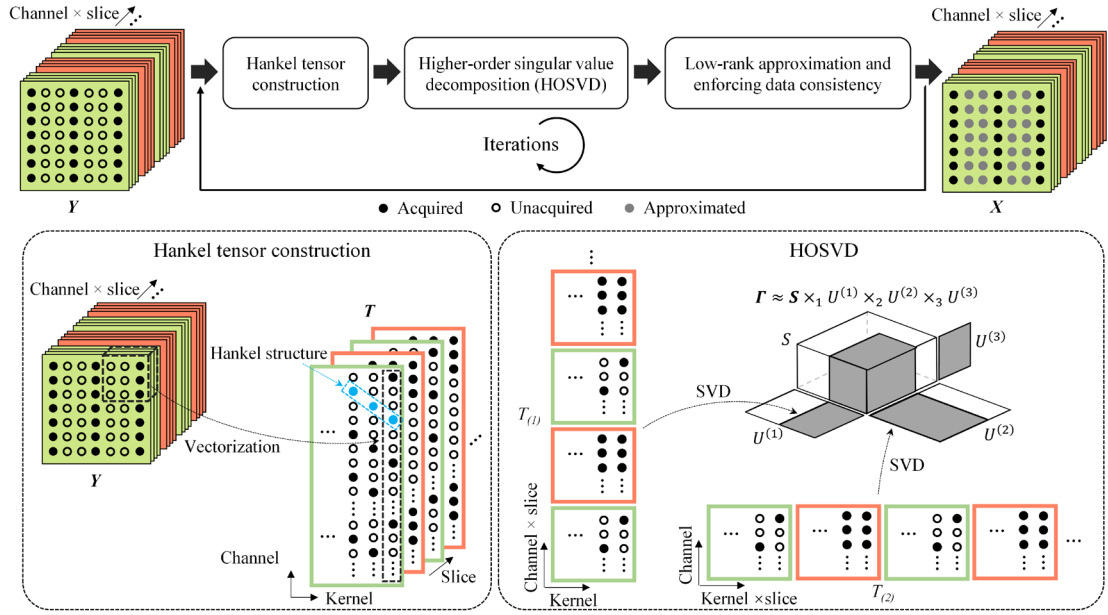 Channel × slice
Y
Hankel tensor
construction
Higher-order singular value
decomposition (HOSVD)
Low-rank approximation and
enforcing data consistency
Iterations
Channel × slice
X
Acquired
Unacquired
Approximated
Hankel tensor construction
Channel × slice
Y
Hankel structure
Vectorization
T
Channel
Kernel
Slice
HOSVD
T(1)
Channel × slice
Kernel
SVD
Γ ≈ S ×₁ U⁽¹⁾ ×₂ U⁽²⁾ ×₃ U⁽³⁾
S
U⁽³⁾
U⁽¹⁾
U⁽²⁾
SVD
Channel
Kernel ×slice
T(2)